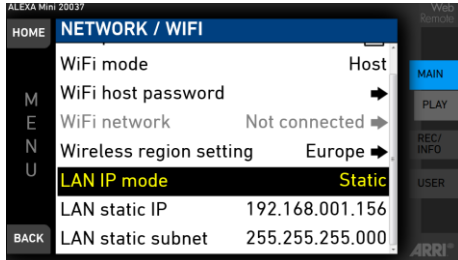 ALEXA Mini 20037
Web
Remote
HOME
NETWORK / WIFI
WiFi mode Host
MAIN
WiFi host password
PLAY
WiFi network Not connected
Wireless region setting Europe
REC/
INFO
MENU
LAN IP mode Static
USER
LAN static IP 192.168.001.156
BACK
LAN static subnet 255.255.255.000
ARRI®